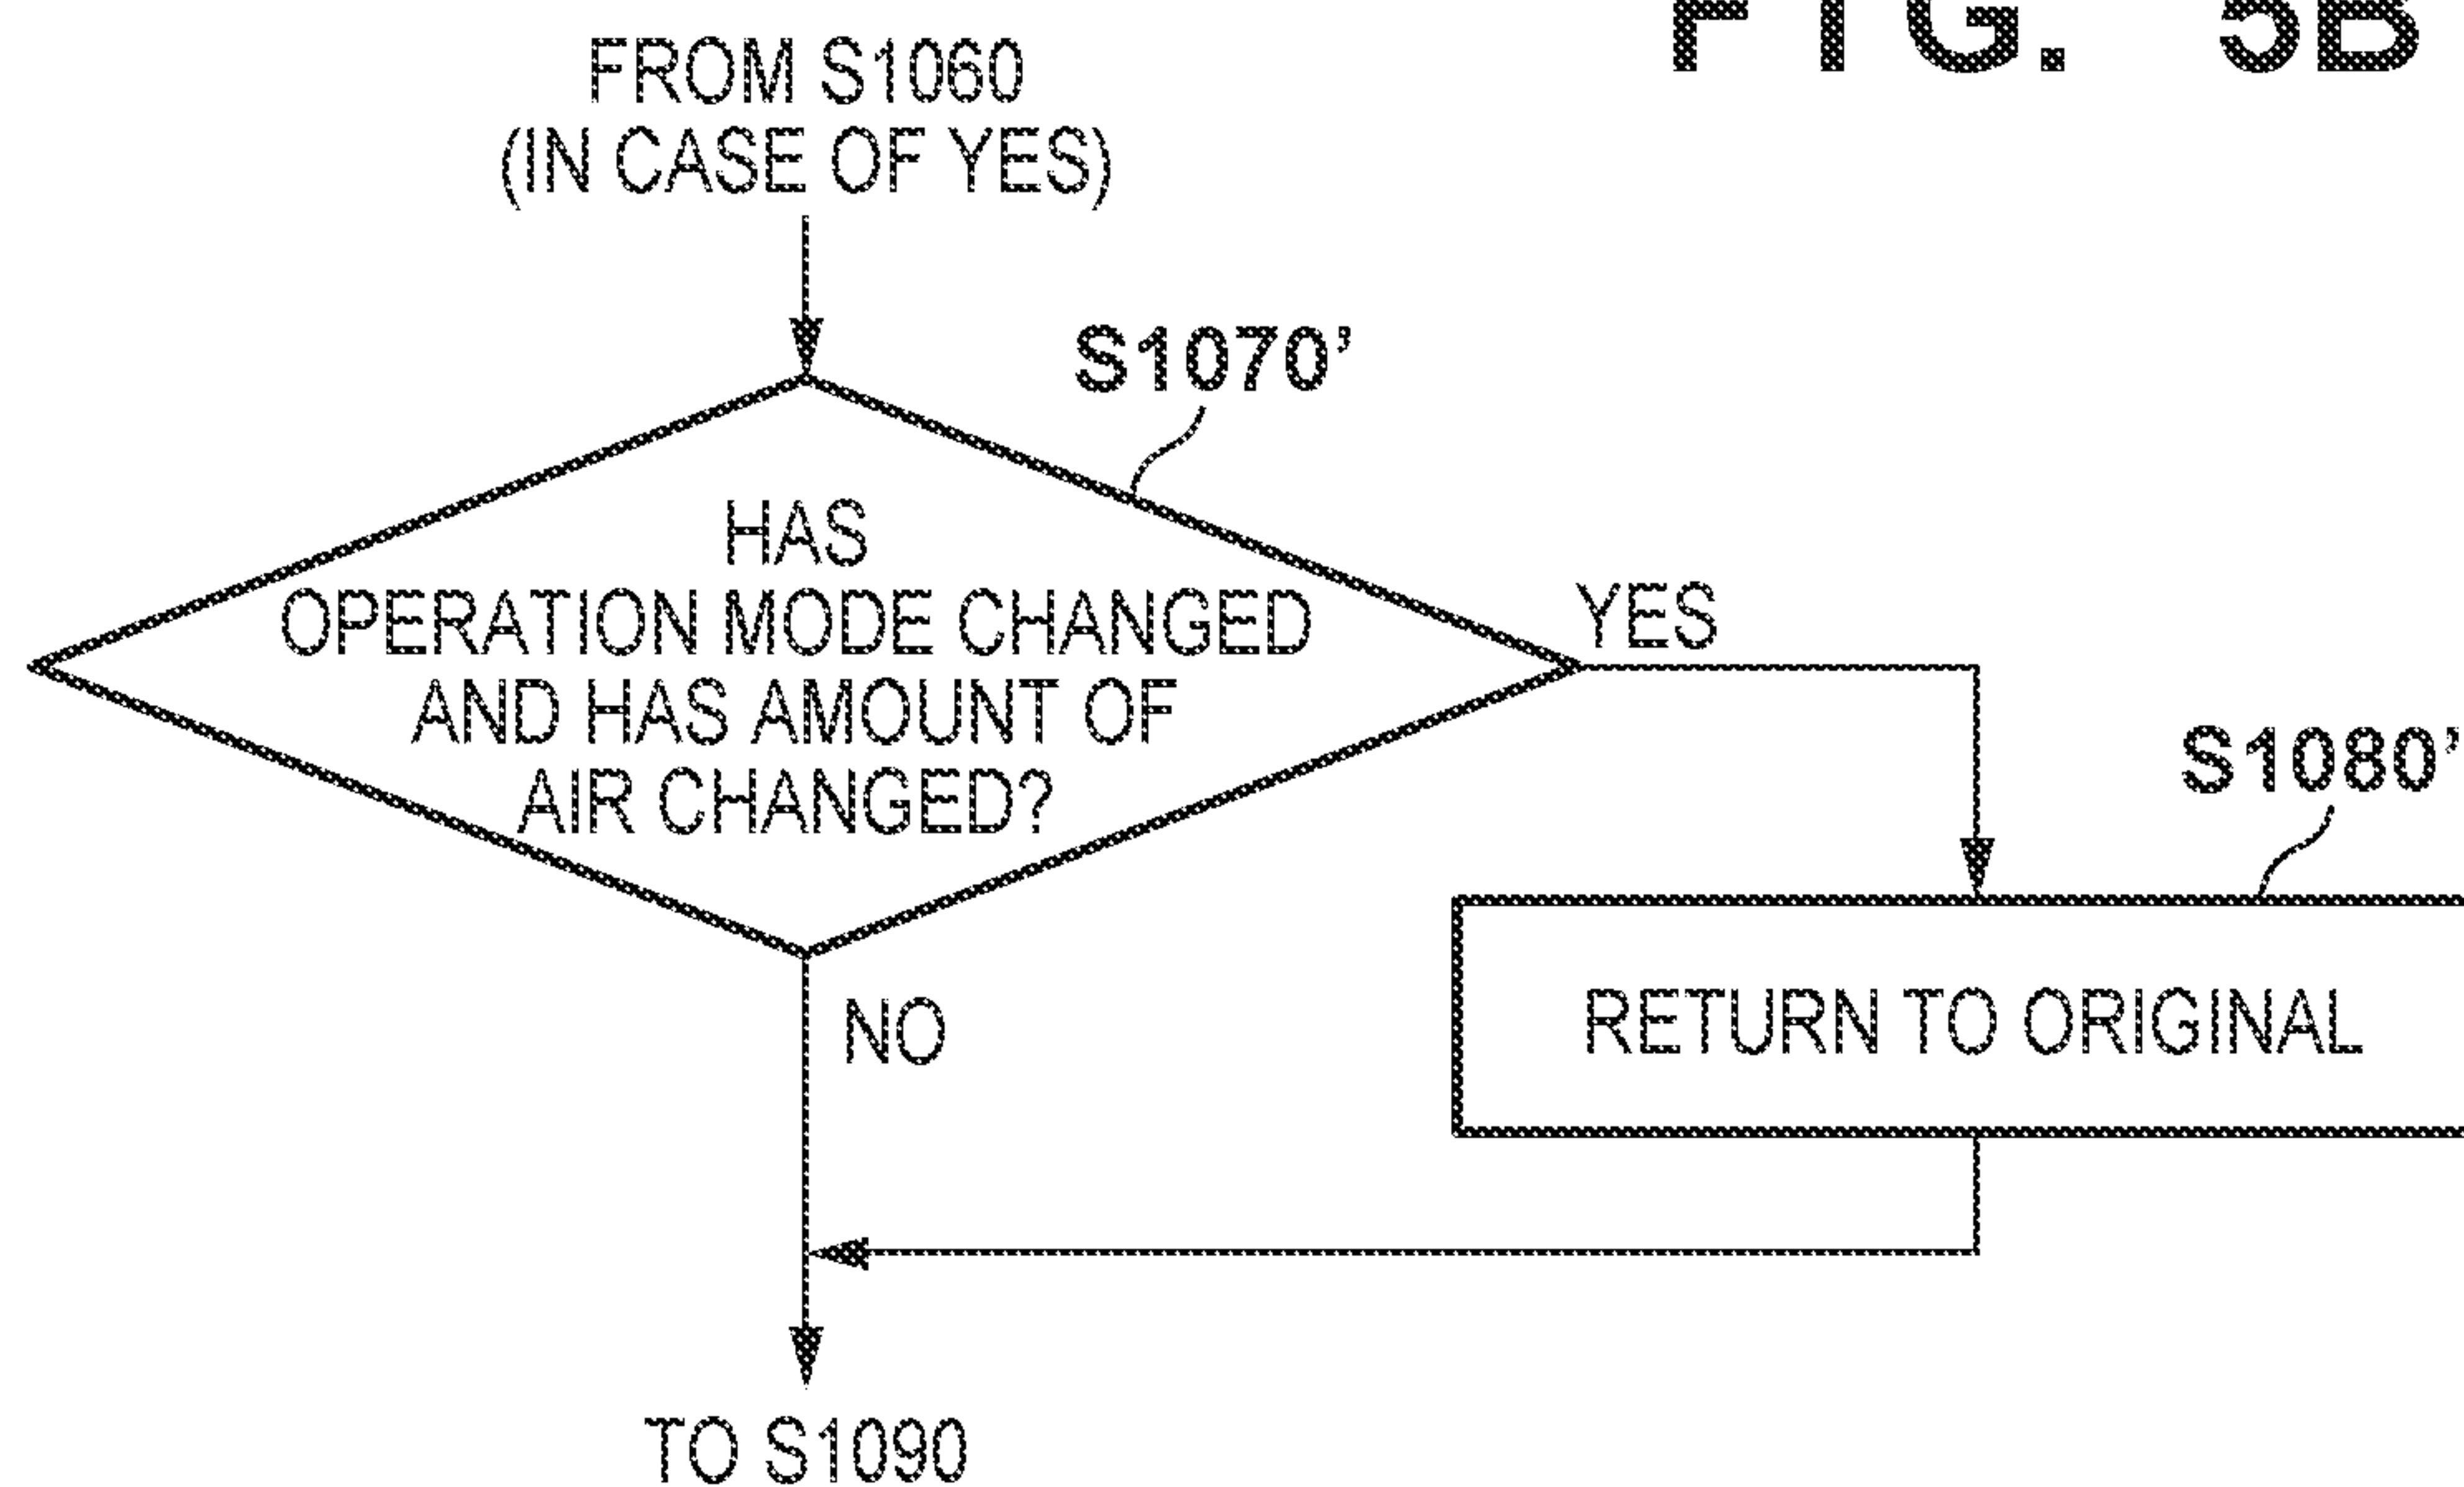 FIG. 5B
FROM S1060
(IN CASE OF YES)
S1070'
HAS
OPERATION MODE CHANGED
AND HAS AMOUNT OF
AIR CHANGED?
YES
S1080'
RETURN TO ORIGINAL
NO
TO S1090